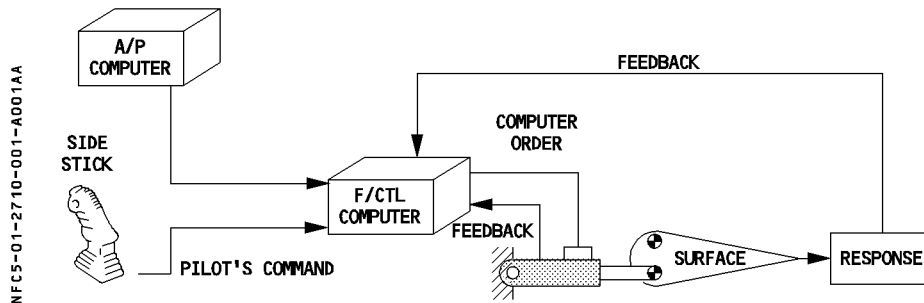 A/P
COMPUTER
FEEDBACK
SIDE
STICK
COMPUTER
ORDER
F/CTL
COMPUTER
FEEDBACK
PILOT'S COMMAND
SURFACE
RESPONSE
NFC5-01-2710-001-A001AA